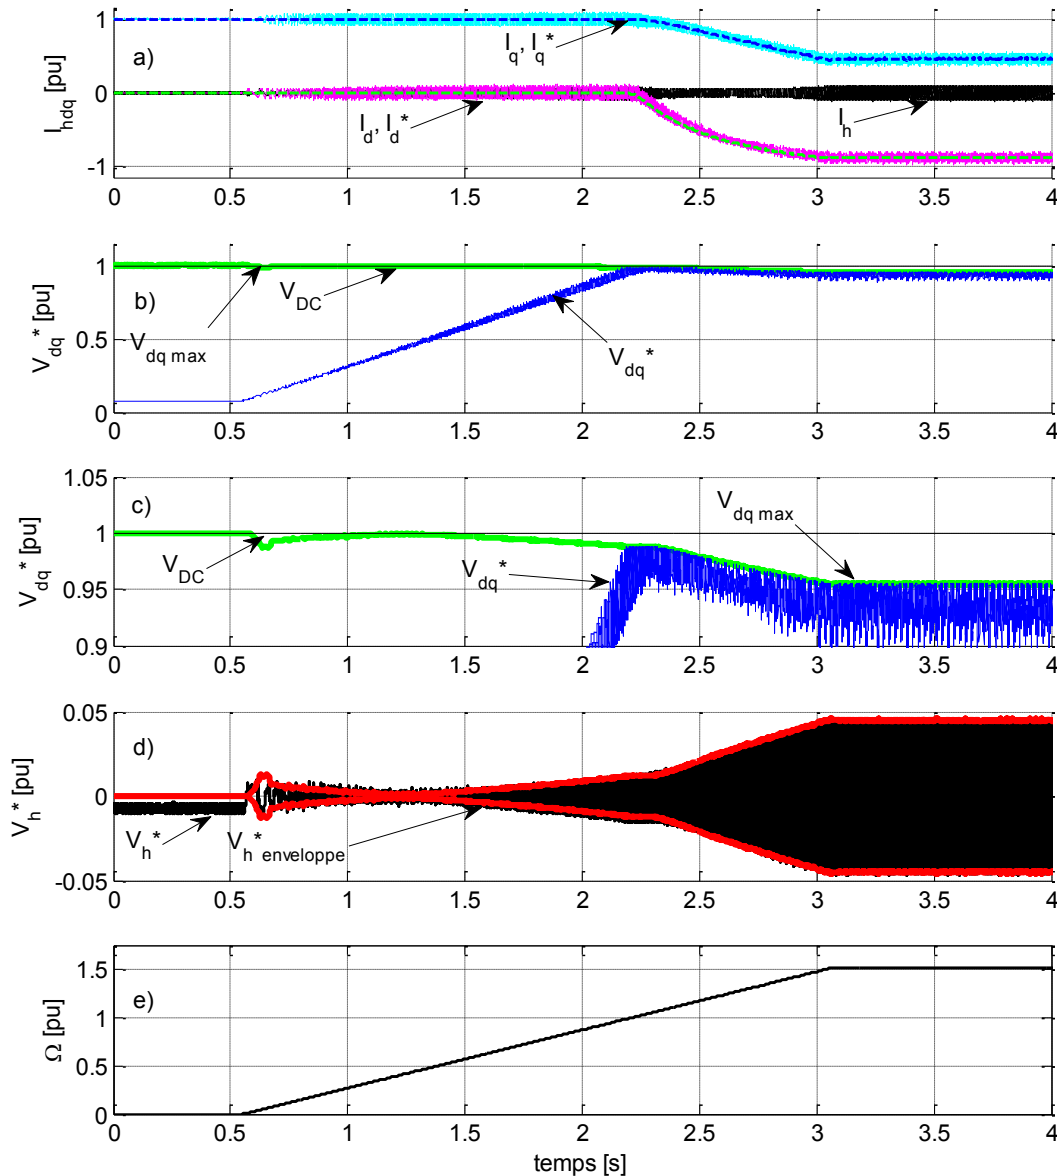 1
0
-1
I_hdq [pu]
a)
I_q, I_q*
I_d, I_d*
I_h
0 0.5 1 1.5 2 2.5 3 3.5 4
1
0.5
0
V_dq* [pu]
b)
V_dq max
V_DC
V_dq*
0 0.5 1 1.5 2 2.5 3 3.5 4
1.05
1
0.95
0.9
V_dq* [pu]
c)
V_DC
V_dq*
V_dq max
0 0.5 1 1.5 2 2.5 3 3.5 4
0.05
0
-0.05
V_h* [pu]
d)
V_h*
V_h* enveloppe
0 0.5 1 1.5 2 2.5 3 3.5 4
1.5
1
0.5
0
Ω [pu]
e)
0 0.5 1 1.5 2 2.5 3 3.5 4
temps [s]